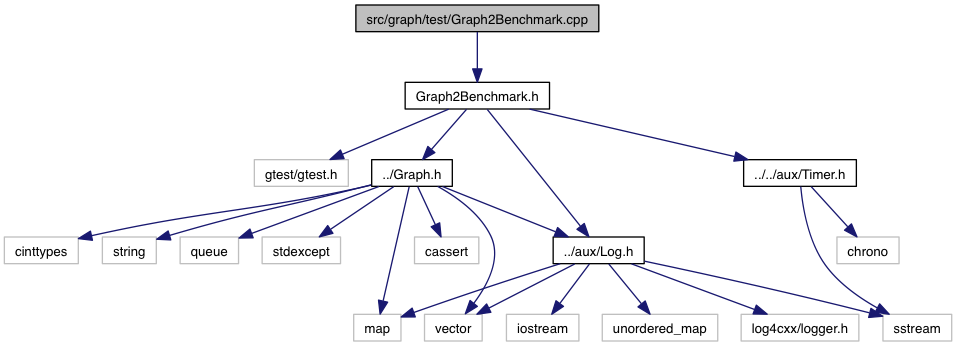 src/graph/test/Graph2Benchmark.cpp
Graph2Benchmark.h
gtest/gtest.h
../Graph.h
../../aux/Timer.h
cinttypes
string
queue
stdexcept
cassert
../aux/Log.h
chrono
map
vector
iostream
unordered_map
log4cxx/logger.h
sstream